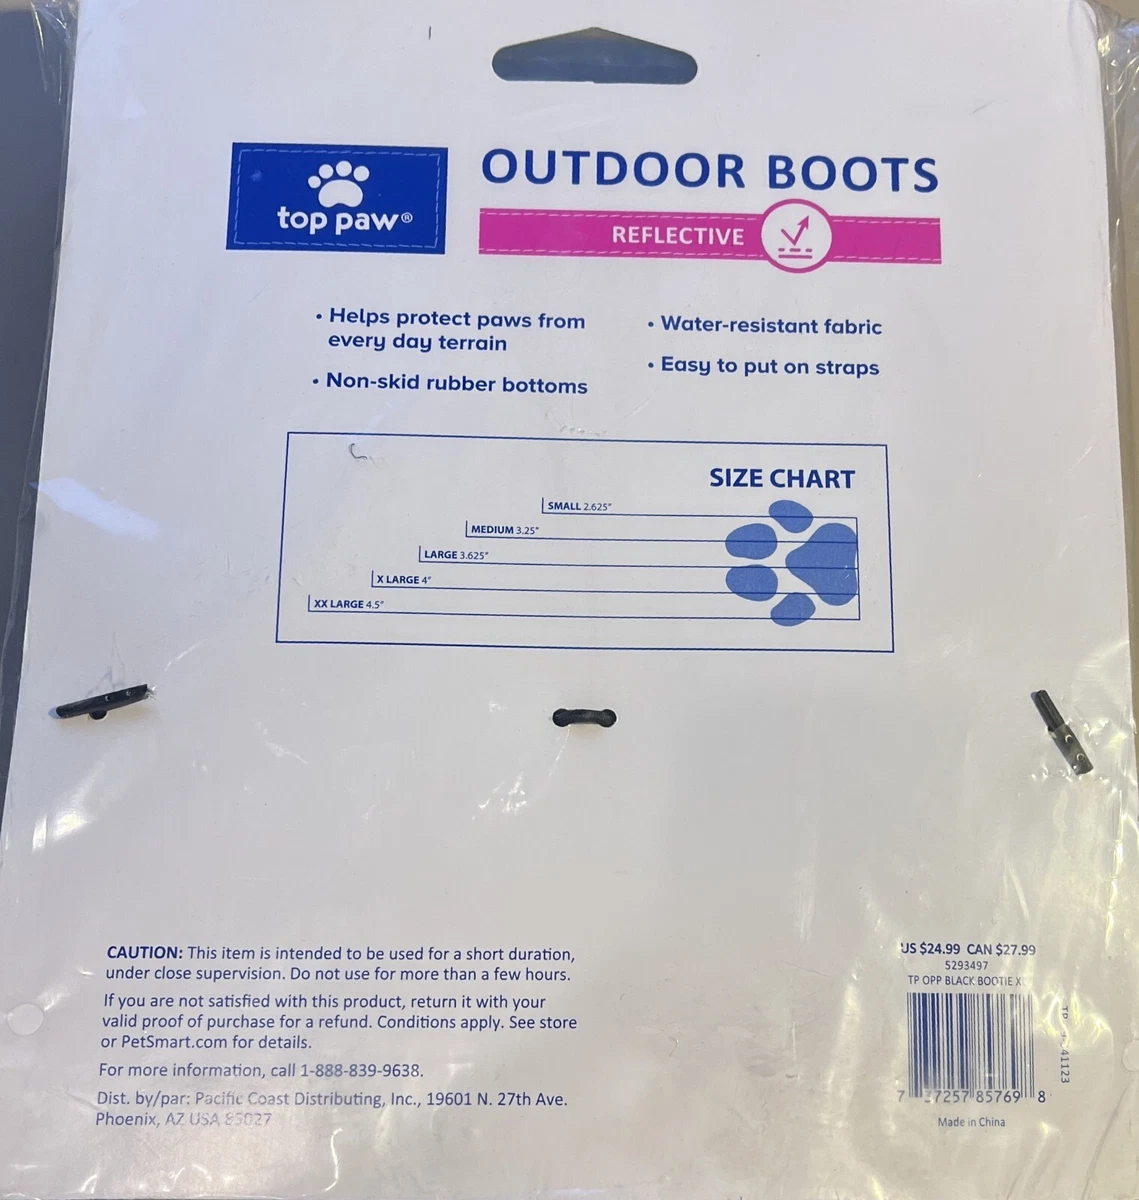 top paw®
OUTDOOR BOOTS
REFLECTIVE
• Helps protect paws from
every day terrain
• Non-skid rubber bottoms
• Water-resistant fabric
• Easy to put on straps
SIZE CHART
SMALL 2.625"
MEDIUM 3.25"
LARGE 3.625"
X LARGE 4"
XX LARGE 4.5"
CAUTION: This item is intended to be used for a short duration,
under close supervision. Do not use for more than a few hours.
If you are not satisfied with this product, return it with your
valid proof of purchase for a refund. Conditions apply. See store
or PetSmart.com for details.
For more information, call 1-888-839-9638.
Dist. by/par: Pacific Coast Distributing, Inc., 19601 N. 27th Ave.
Phoenix, AZ USA 85027
US $24.99 CAN $27.99
5293497
TP OPP BLACK BOOTIE X
7 37257 85769 8
Made in China